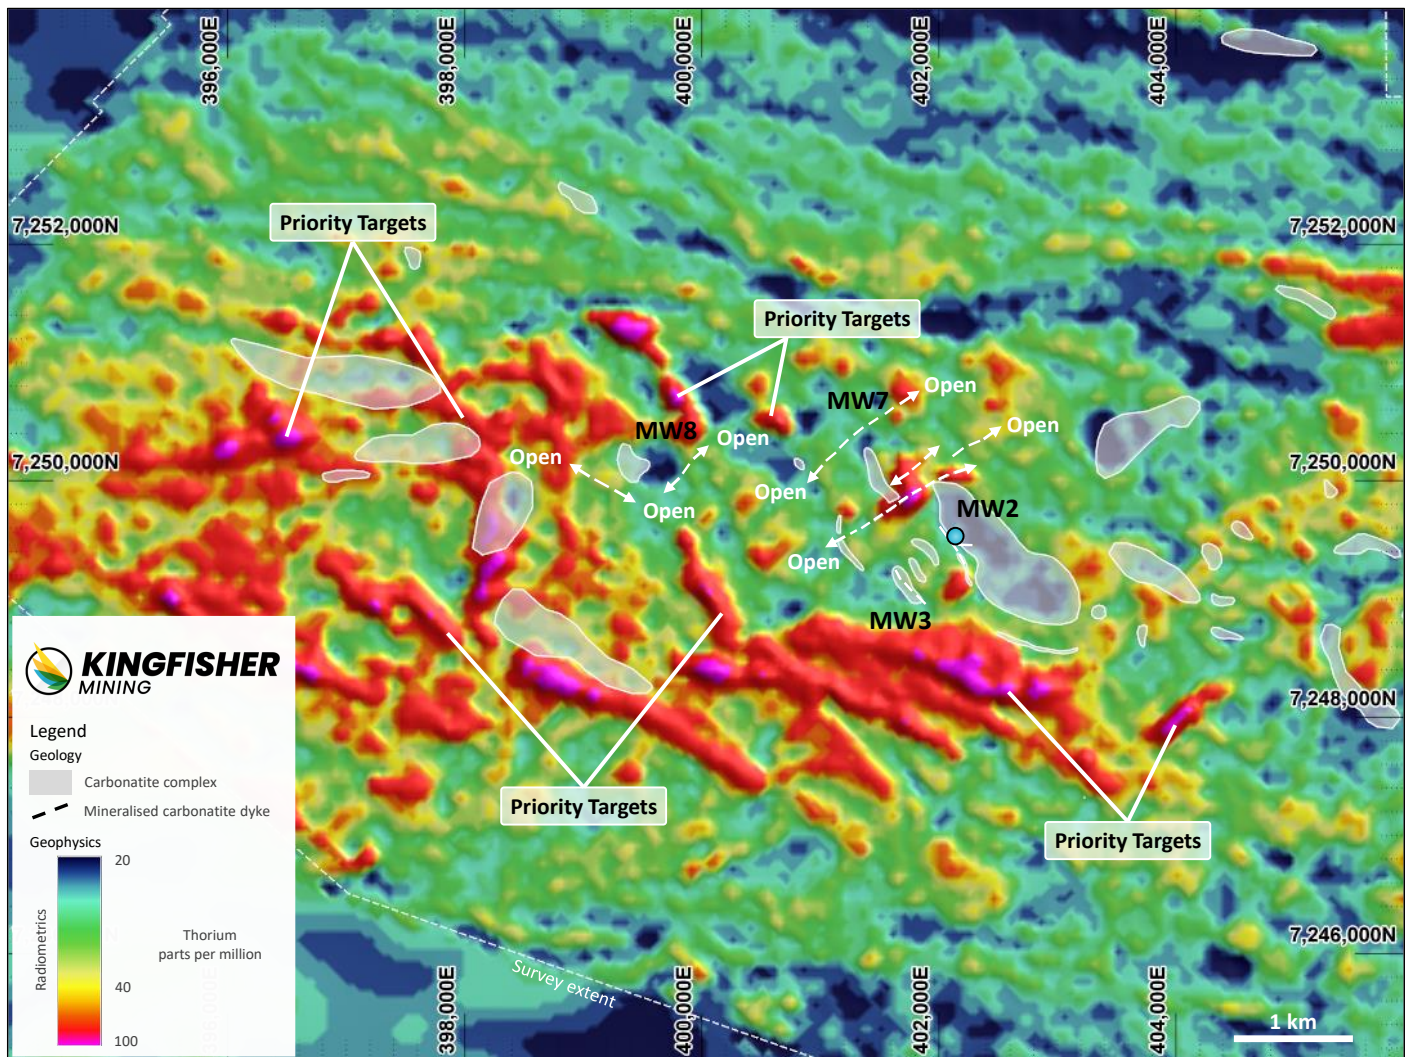 396,000E
398,000E
400,000E
402,000E
404,000E
Priority Targets
7,252,000N
7,252,000N
Priority Targets
Open
MW7
Open
MW8
Open
Open
7,250,000N
7,250,000N
Open
Open
MW2
Open
MW3
KINGFISHER
MINING
7,248,000N
Legend
Geology
Carbonatite complex
Mineralised carbonatite dyke
Priority Targets
Priority Targets
Geophysics
20
Radiometrics
Thorium
parts per million
40
100
7,246,000N
Survey extent
396,000E
398,000E
400,000E
402,000E
404,000E
1 km